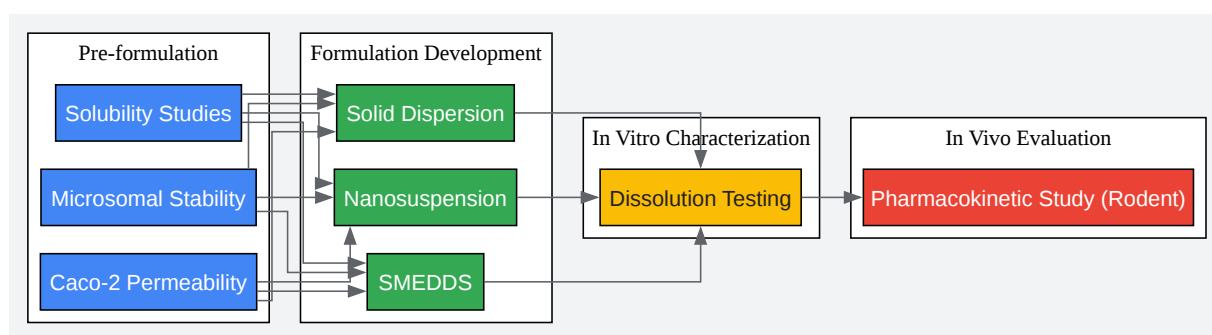 Pre-formulation
Solubility Studies
Microsomal Stability
Caco-2 Permeability
Formulation Development
Solid Dispersion
Nanosuspension
SMEDDS
In Vitro Characterization
Dissolution Testing
In Vivo Evaluation
Pharmacokinetic Study (Rodent)